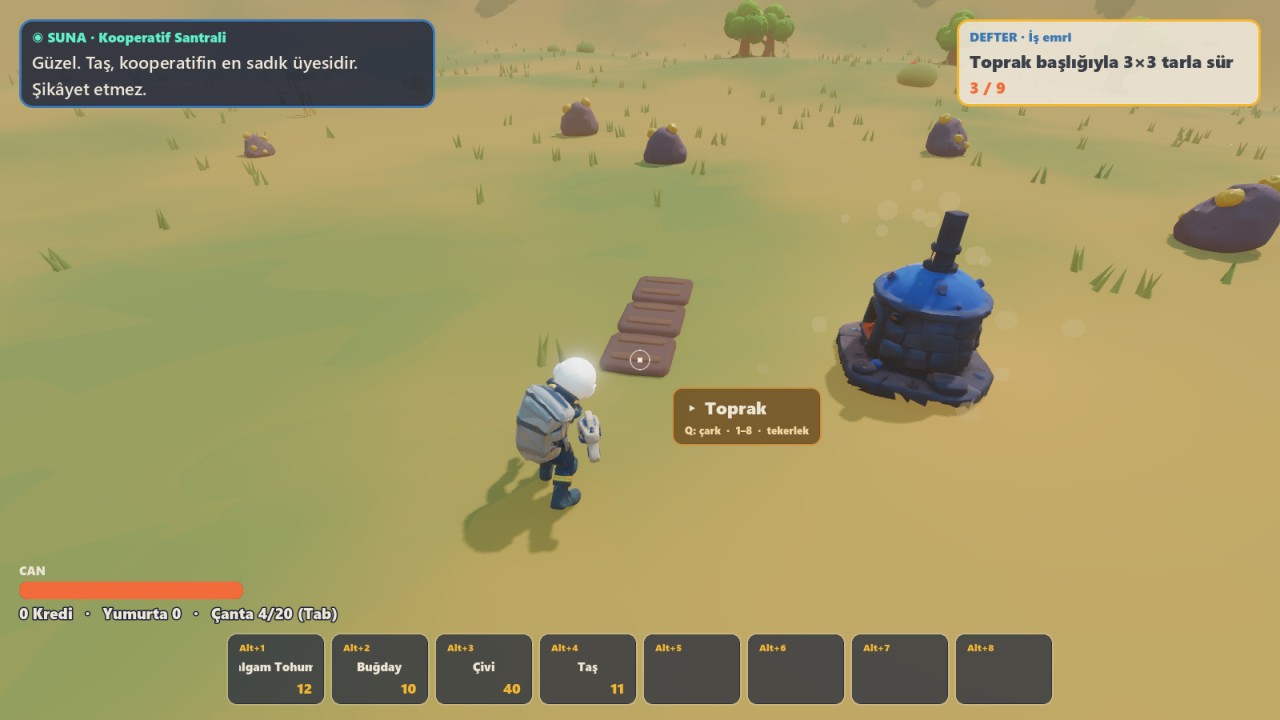 ◉ SUNA · Kooperatif Santrali
Güzel. Taş, kooperatifin en sadık üyesidir.
Şikâyet etmez.
DEFTER · İş emri
Toprak başlığıyla 3×3 tarla sür
3 / 9
▸ Toprak
Q: çark · 1–8 · tekerlek
CAN
0 Kredi · Yumurta 0 · Çanta 4/20 (Tab)
Alt+1 Alt+2 Alt+3 Alt+4 Alt+5 Alt+6 Alt+7 Alt+8
Buğday Çivi Taş
12 10 40 11